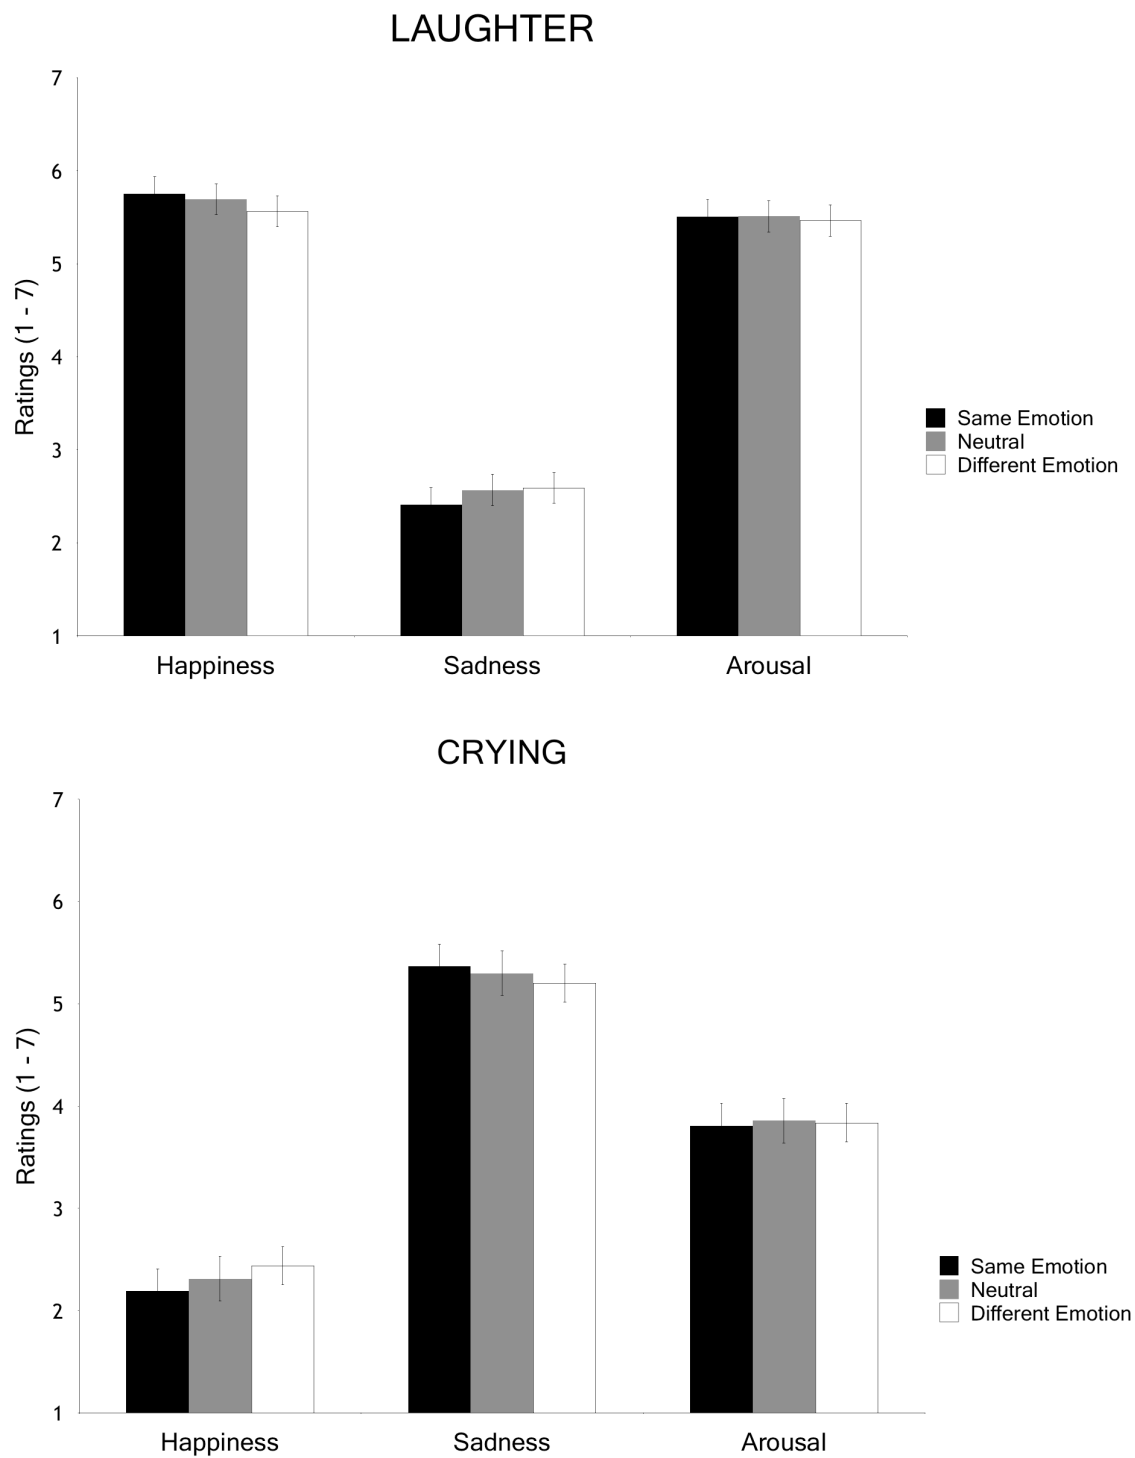 LAUGHTER
7
6
5
4
3
2
1
Ratings (1 - 7)
Happiness
Sadness
Arousal
Same Emotion
Neutral
Different Emotion
CRYING
7
6
5
4
3
2
1
Ratings (1 - 7)
Happiness
Sadness
Arousal
Same Emotion
Neutral
Different Emotion